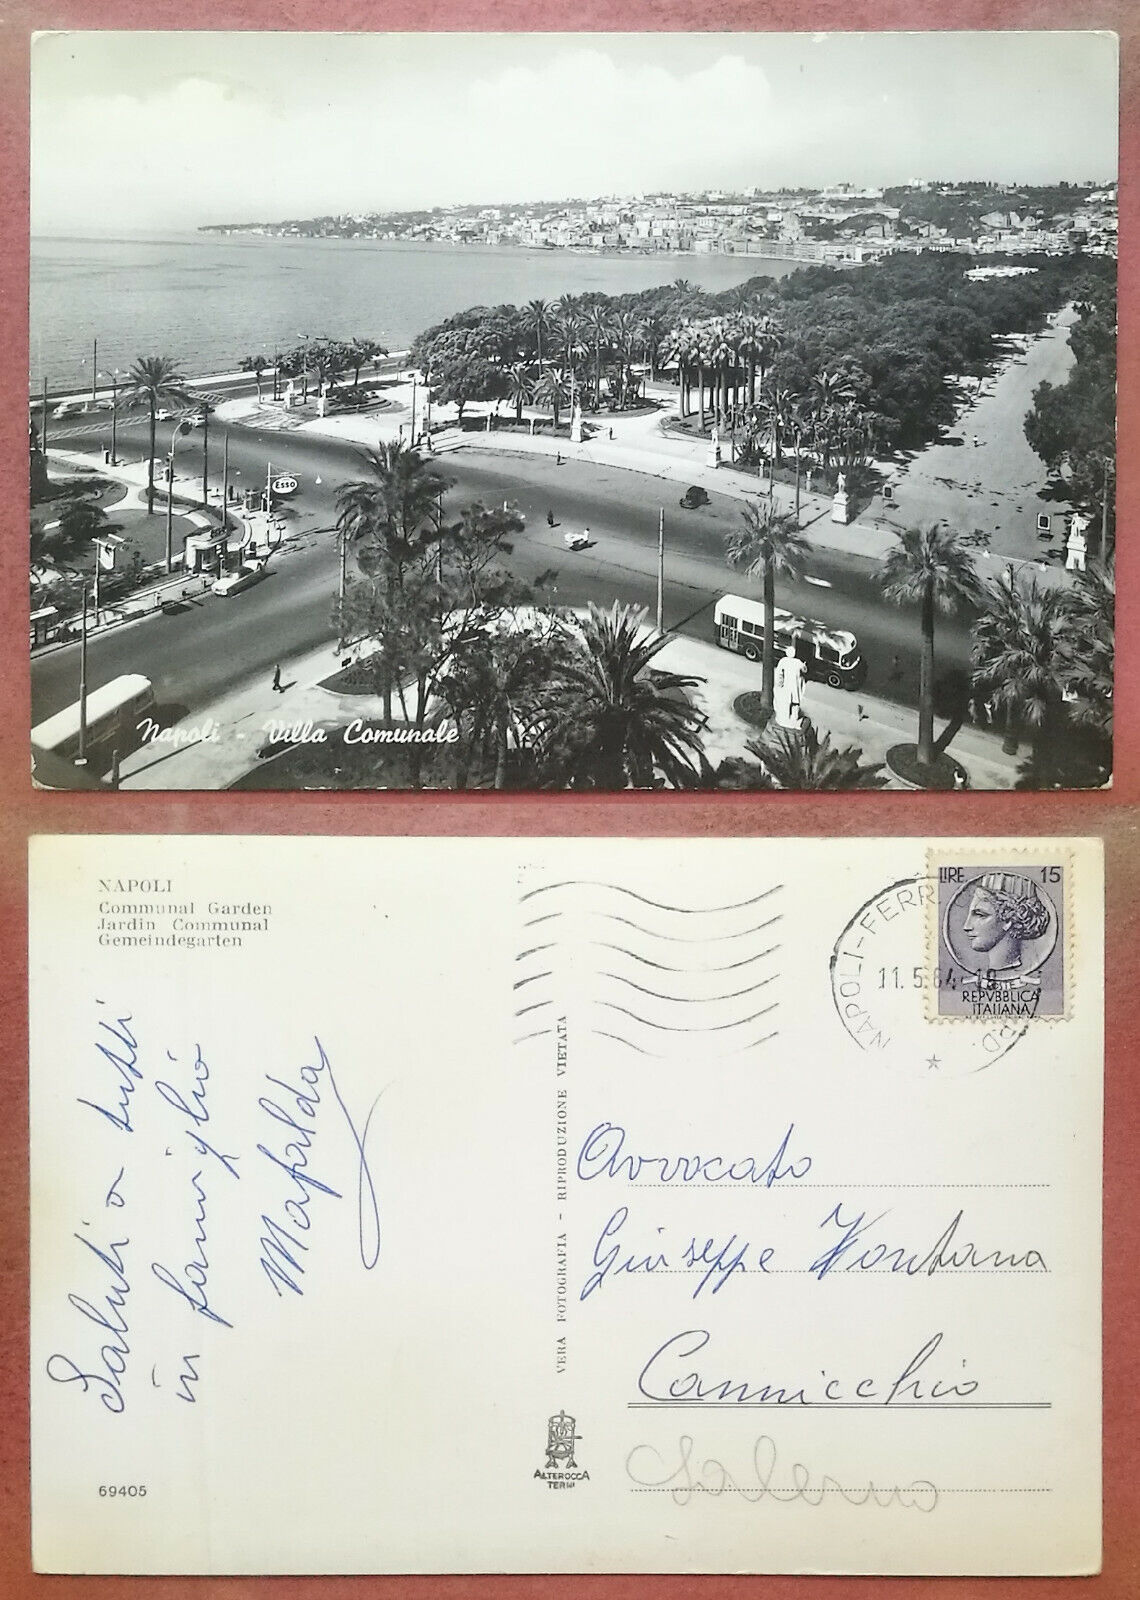 Esso
Napoli - Villa Comunale
NAPOLI
Communal Garden
Jardin Communal
Gemeindegarten
Saluti a tutti
in famiglia
Mafalda
69405
VERA FOTOGRAFIA - RIPRODUZIONE VIETATA
ALTEROCCA
TERNI
NAPOLI-FERR
11.5.64-18
P.D.
LIRE 15
POSTE
REPVBBLICA
ITALIANA
Avvocato
Giuseppe Fontana
Cannicchio
Salerno